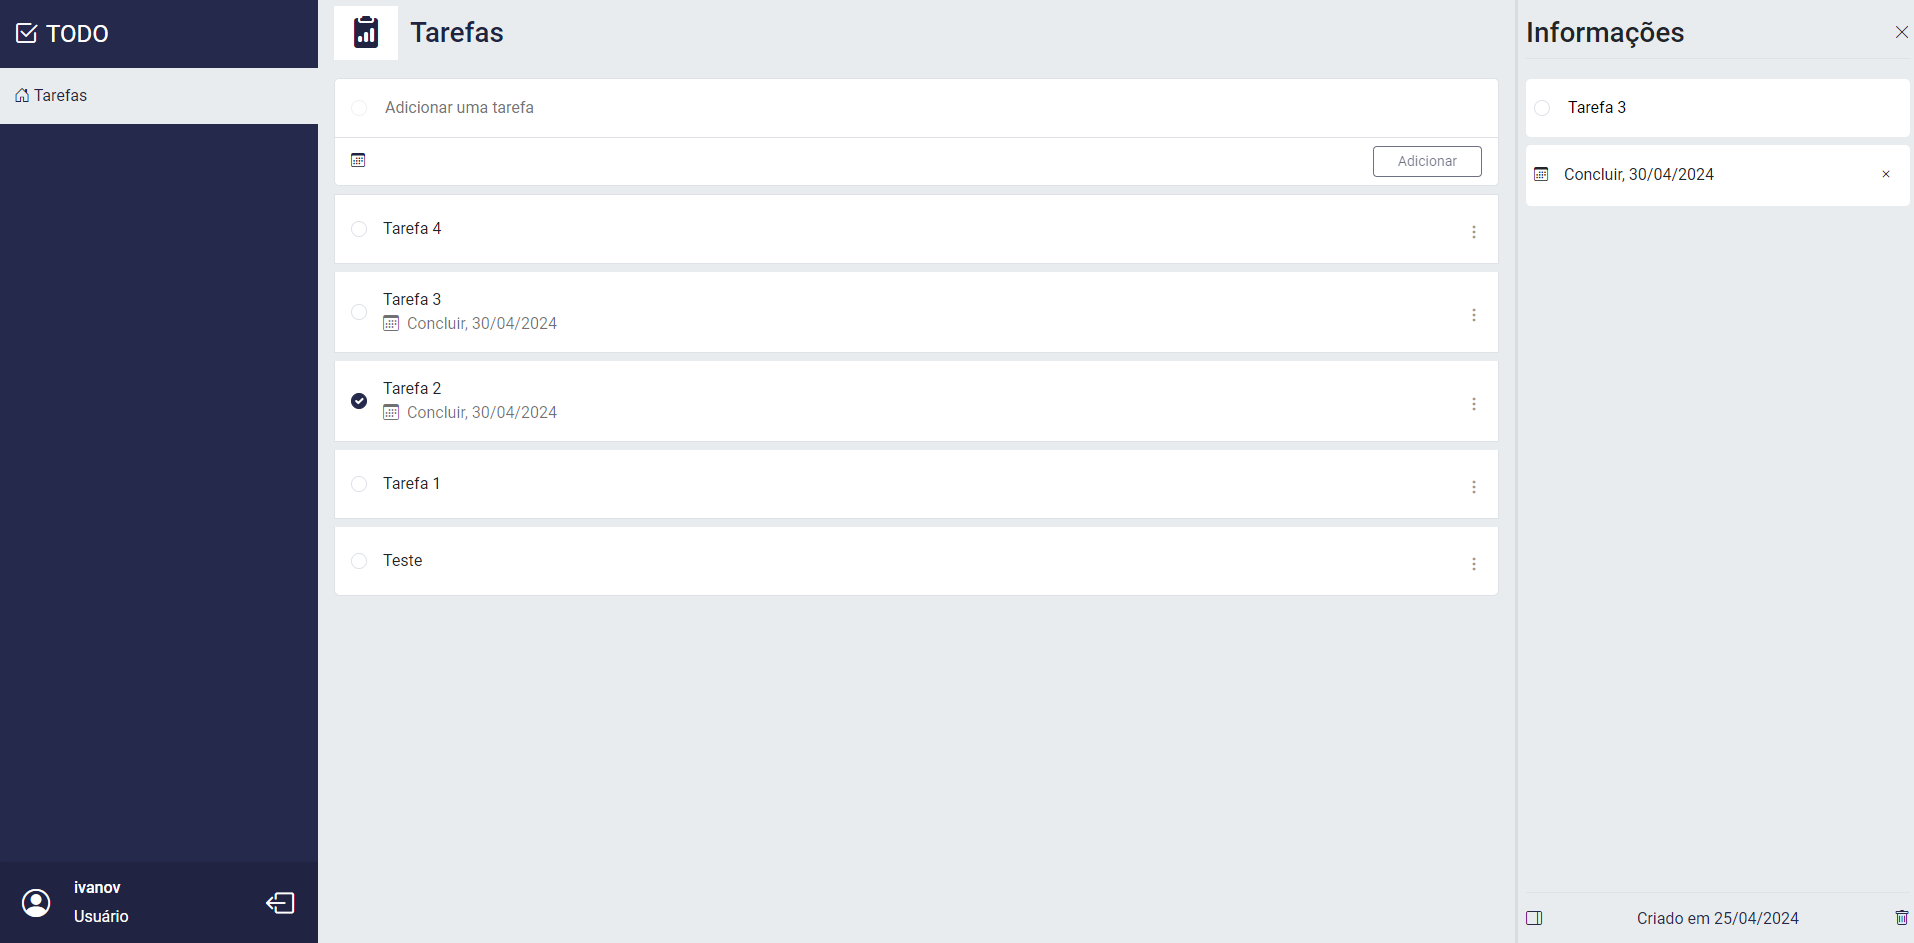 TODO
Tarefas
ivanov
Usuário
Tarefas
Adicionar uma tarefa
Adicionar
Tarefa 4
Tarefa 3
Concluir, 30/04/2024
Tarefa 2
Concluir, 30/04/2024
Tarefa 1
Teste
Informações
Tarefa 3
Concluir, 30/04/2024
Criado em 25/04/2024